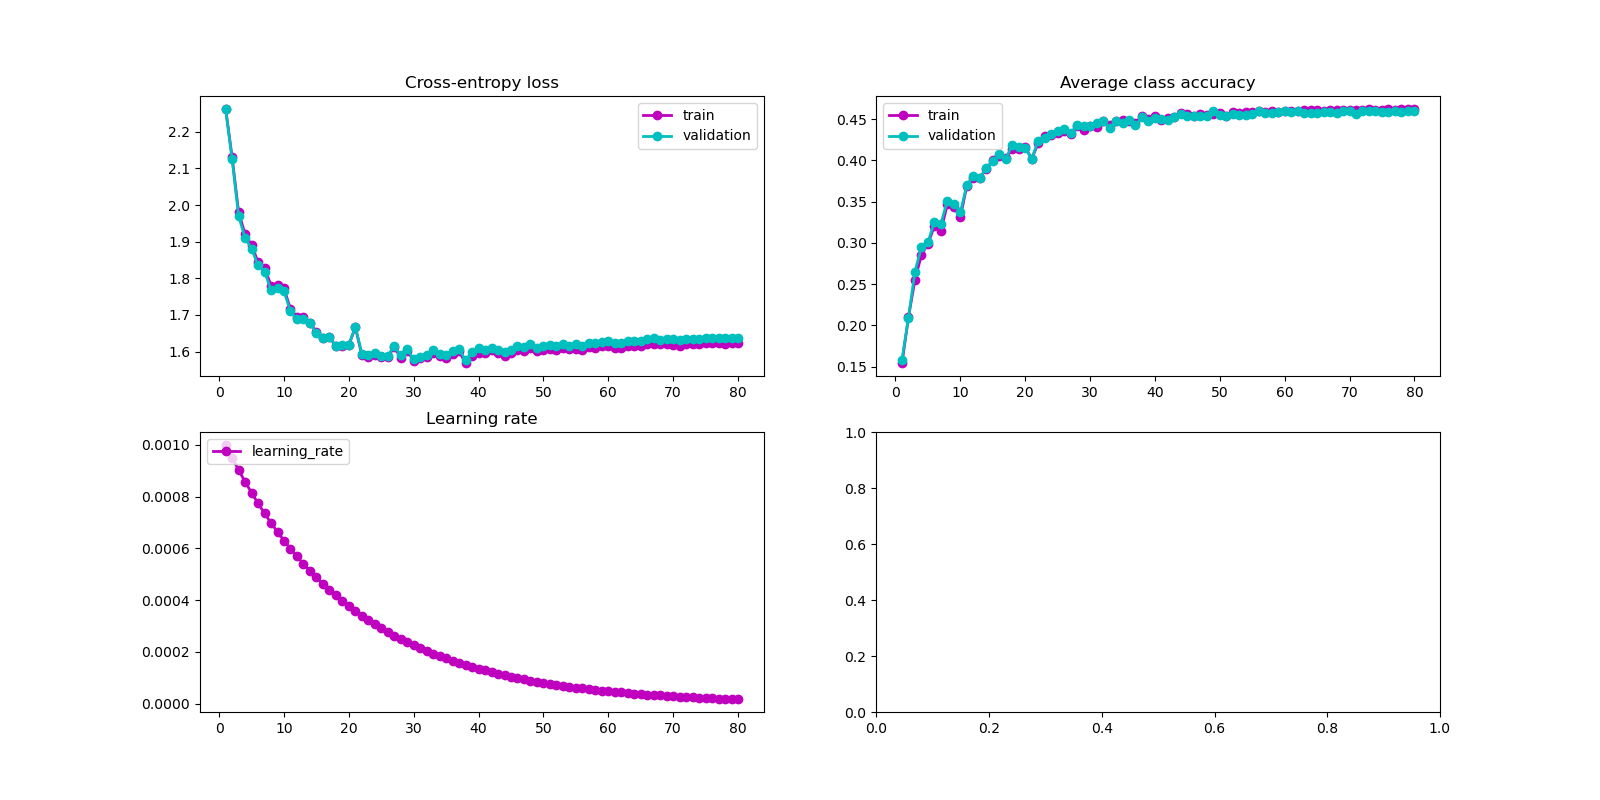 Cross-entropy loss
train
validation
2.2
2.1
2.0
1.9
1.8
1.7
1.6
0 10 20 30 40 50 60 70 80
Average class accuracy
train
validation
0.45
0.40
0.35
0.30
0.25
0.20
0.15
0 10 20 30 40 50 60 70 80
Learning rate
learning_rate
0.0010
0.0008
0.0006
0.0004
0.0002
0.0000
0 10 20 30 40 50 60 70 80
1.0
0.8
0.6
0.4
0.2
0.0
0.0 0.2 0.4 0.6 0.8 1.0